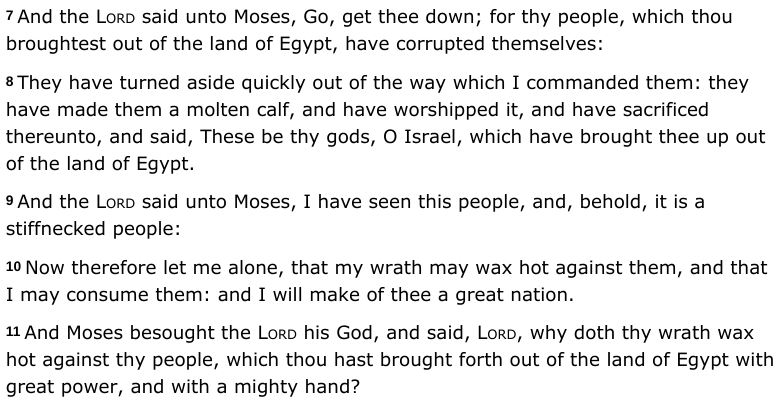 7 And the LORD said unto Moses, Go, get thee down; for thy people, which thou
broughtest out of the land of Egypt, have corrupted themselves:
8 They have turned aside quickly out of the way which I commanded them: they
have made them a molten calf, and have worshipped it, and have sacrificed
thereunto, and said, These be thy gods, O Israel, which have brought thee up out
of the land of Egypt.
9 And the LORD said unto Moses, I have seen this people, and, behold, it is a
stiffnecked people:
10 Now therefore let me alone, that my wrath may wax hot against them, and that
I may consume them: and I will make of thee a great nation.
11 And Moses besought the LORD his God, and said, LORD, why doth thy wrath wax
hot against thy people, which thou hast brought forth out of the land of Egypt with
great power, and with a mighty hand?